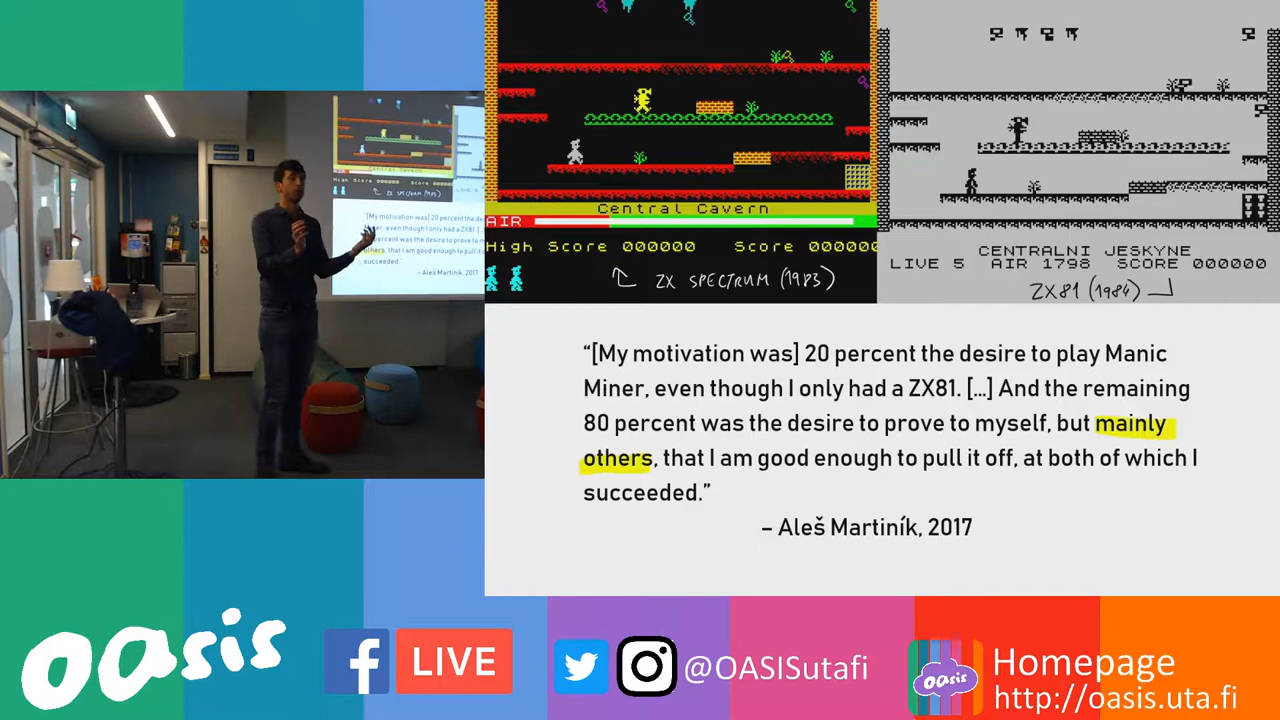 Central Cavern
AIR
High Score 000000 Score 000000
ZX SPECTRUM (1983)
CENTRALNI JESKYNE
LIVE 5 AIR 1798 SCORE 000000
ZX81 (1984)
“[My motivation was] 20 percent the desire to play Manic
Miner, even though I only had a ZX81. [...] And the remaining
80 percent was the desire to prove to myself, but mainly
others, that I am good enough to pull it off, at both of which I
succeeded.”
– Aleš Martiník, 2017
oasis
f LIVE
@OASISutafi
oasis
Homepage
http://oasis.uta.fi